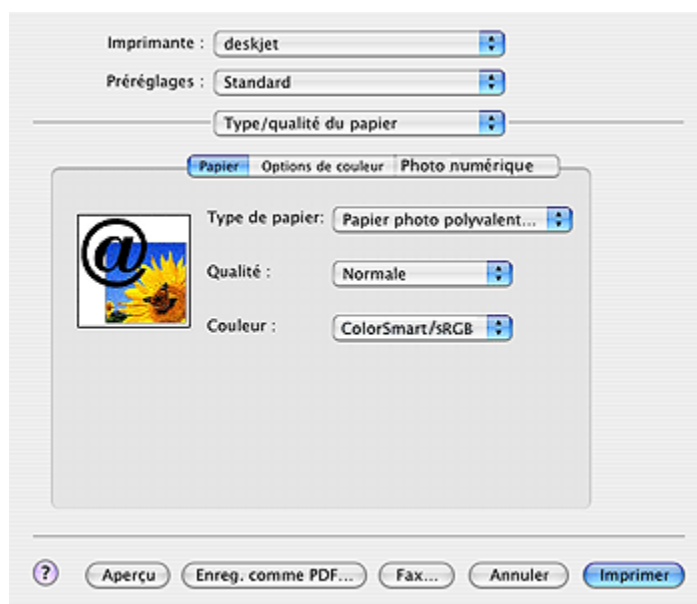 Imprimante : deskjet
Préréglages : Standard
Type/qualité du papier
Papier Options de couleur Photo numérique
Type de papier: Papier photo polyvalent...
Qualité : Normale
Couleur : ColorSmart/sRGB
@
? Aperçu Enreg. comme PDF... Fax... Annuler Imprimer